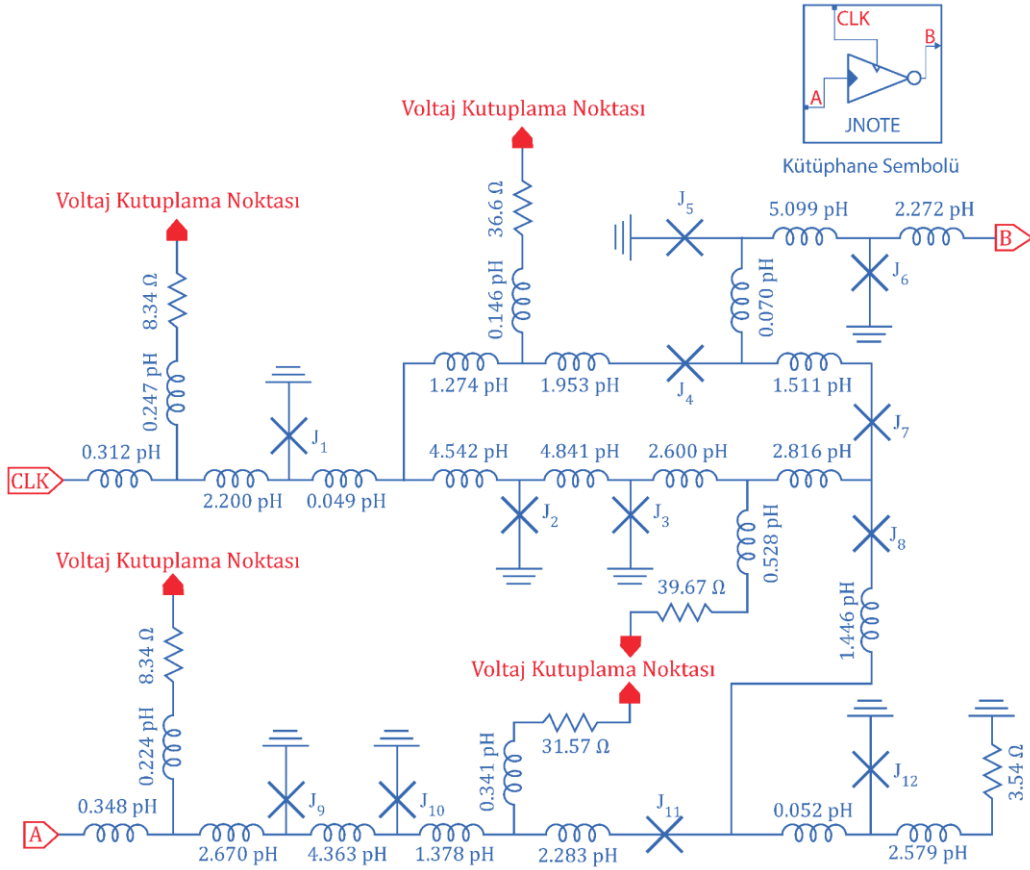 CLK
B
A
JNOTE
Kütüphane Sembolü
Voltaj Kutuplama Noktası
36.6 Ω
0.146 pH
Voltaj Kutuplama Noktası
8.34 Ω
0.247 pH
J5
5.099 pH
2.272 pH
B
J6
0.070 pH
1.274 pH
1.953 pH
J4
1.511 pH
J7
J1
CLK
0.312 pH
2.200 pH
0.049 pH
4.542 pH
4.841 pH
2.600 pH
2.816 pH
J2
J3
0.528 pH
J8
39.67 Ω
1.446 pH
Voltaj Kutuplama Noktası
8.34 Ω
0.224 pH
Voltaj Kutuplama Noktası
31.57 Ω
0.341 pH
J9
J10
J11
J12
3.54 Ω
A
0.348 pH
2.670 pH
4.363 pH
1.378 pH
2.283 pH
0.052 pH
2.579 pH